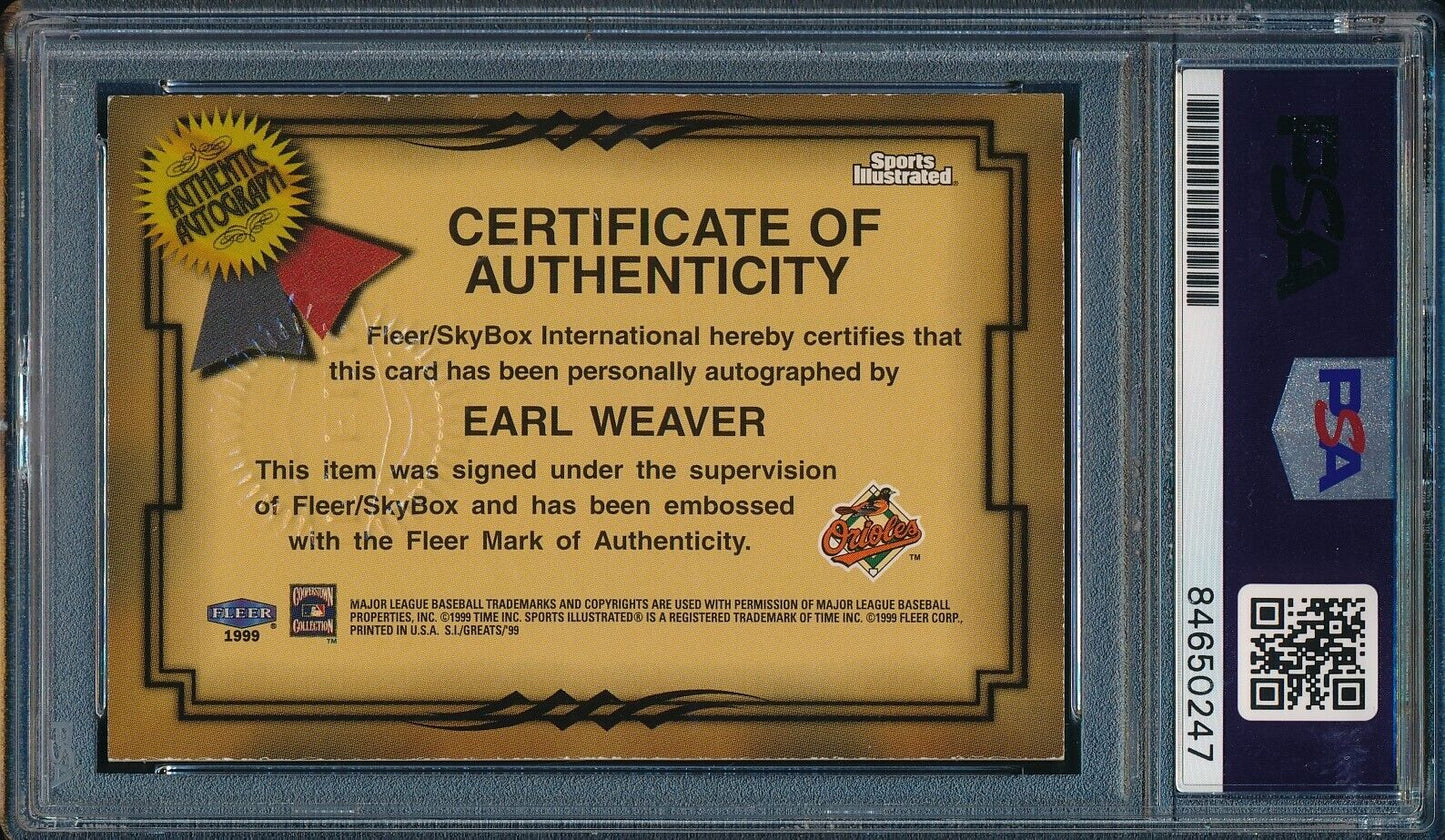 AUTHENTIC
AUTOGRAPH
Sports
Illustrated
CERTIFICATE OF
AUTHENTICITY
Fleer/SkyBox International hereby certifies that
this card has been personally autographed by
EARL WEAVER
This item was signed under the supervision
of Fleer/SkyBox and has been embossed
with the Fleer Mark of Authenticity.
Orioles
TM
FLEER®
1999
COOPERSTOWN
COLLECTION
TM
MAJOR LEAGUE BASEBALL TRADEMARKS AND COPYRIGHTS ARE USED WITH PERMISSION OF MAJOR LEAGUE BASEBALL
PROPERTIES, INC. ©1999 TIME INC. SPORTS ILLUSTRATED® IS A REGISTERED TRADEMARK OF TIME INC. ©1999 FLEER CORP.,
PRINTED IN U.S.A. S.I./GREATS/'99
PSA
PSA
84650247
PSA